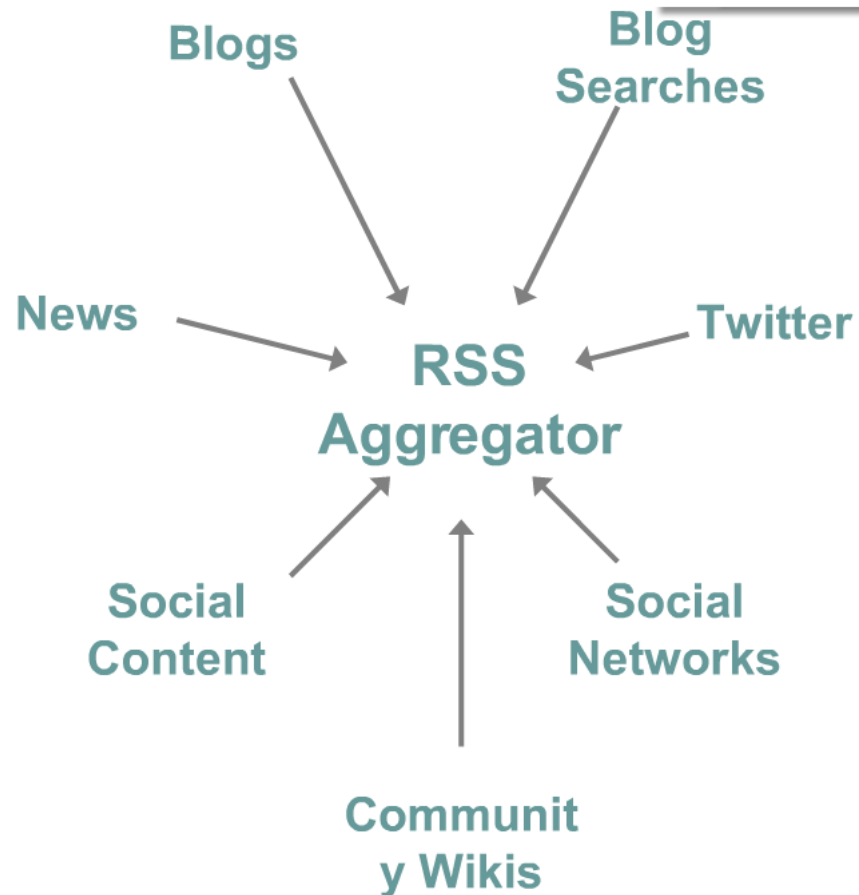 Blogs
Blog
Searches
News
Twitter
RSS
Aggregator
Social
Content
Social
Networks
Communit
y Wikis